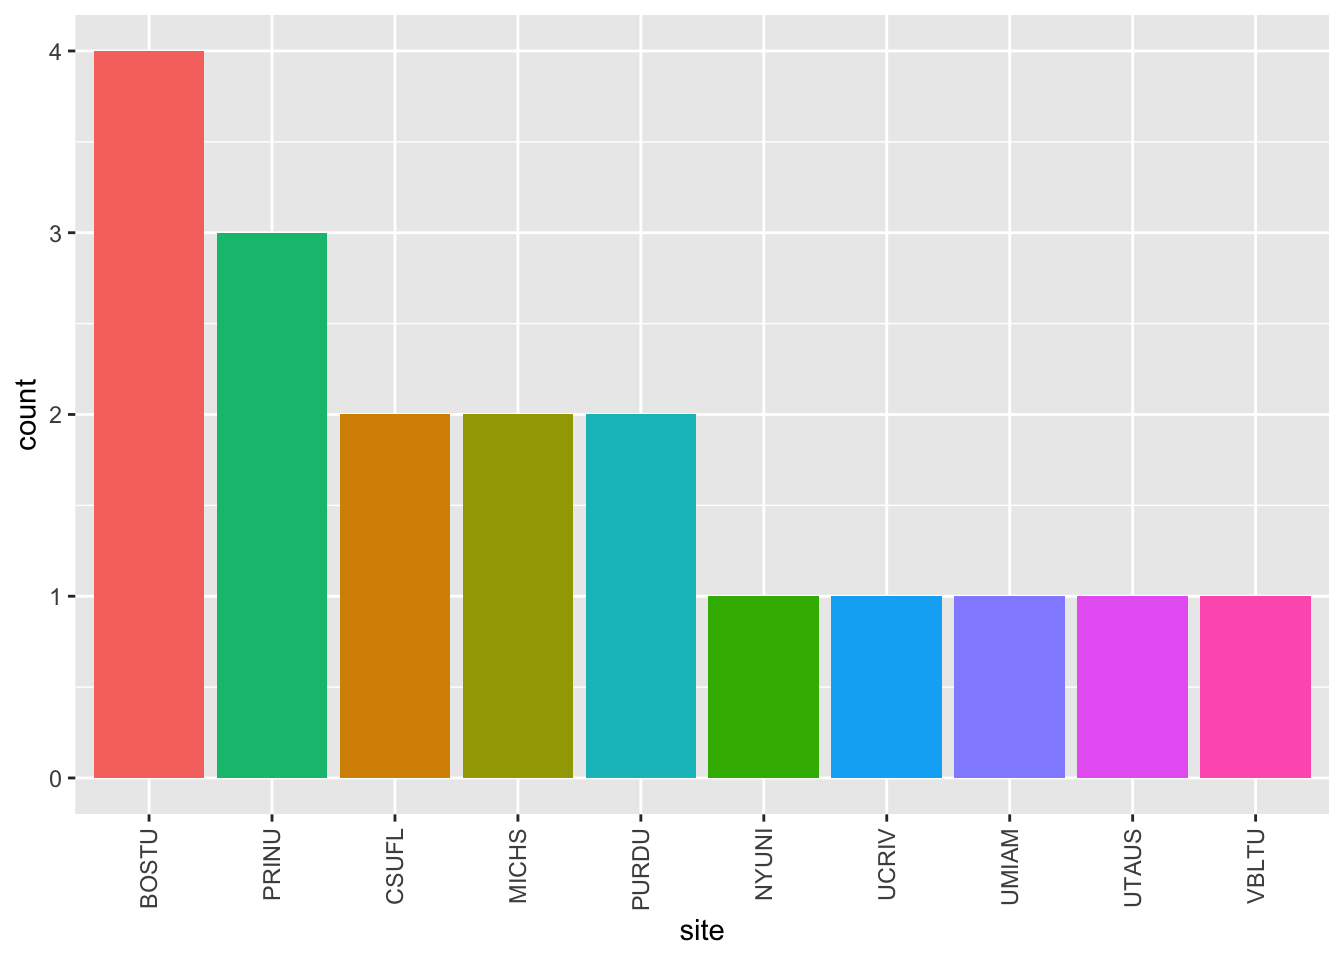 count
4
3
2
1
0
BOSTU
PRINU
CSUFL
MICHS
PURDU
NYUNI
UCRIV
UMIAM
UTAUS
VBLTU
site